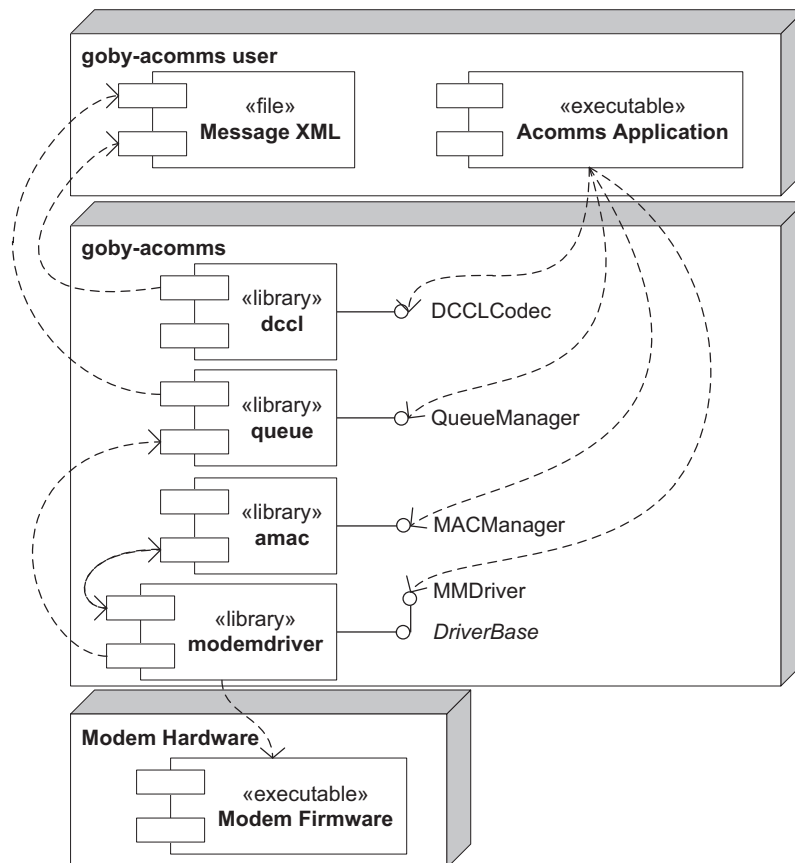 goby-acomms user
«file»
Message XML
«executable»
Acomms Application
goby-acomms
«library»
dccl
DCCLCodec
«library»
queue
QueueManager
«library»
amac
MACManager
«library»
modemdriver
MMDriver
DriverBase
Modem Hardware
«executable»
Modem Firmware